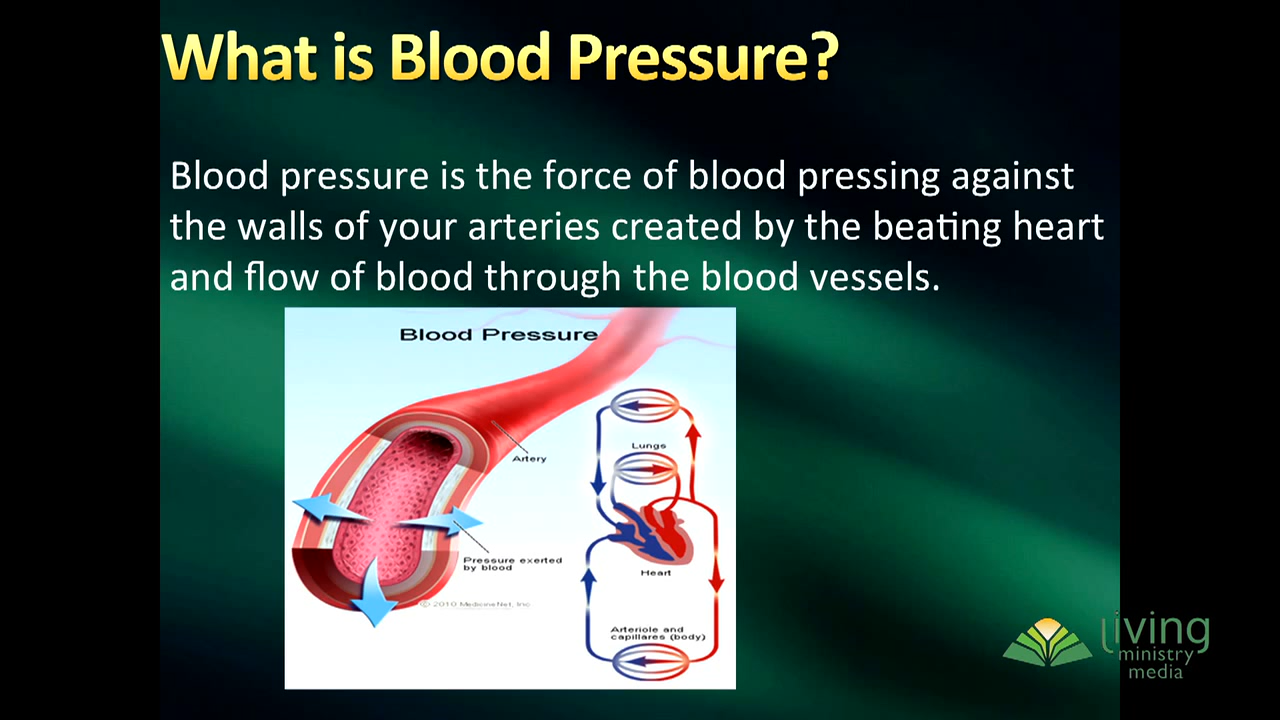 What is Blood Pressure?
Blood pressure is the force of blood pressing against
the walls of your arteries created by the beating heart
and flow of blood through the blood vessels.
Blood Pressure
Lungs
Artery
Pressure exerted
by blood
Heart
© 2010 MedicineNet, Inc.
Arteriole and
capillares (body)
living
ministry
media